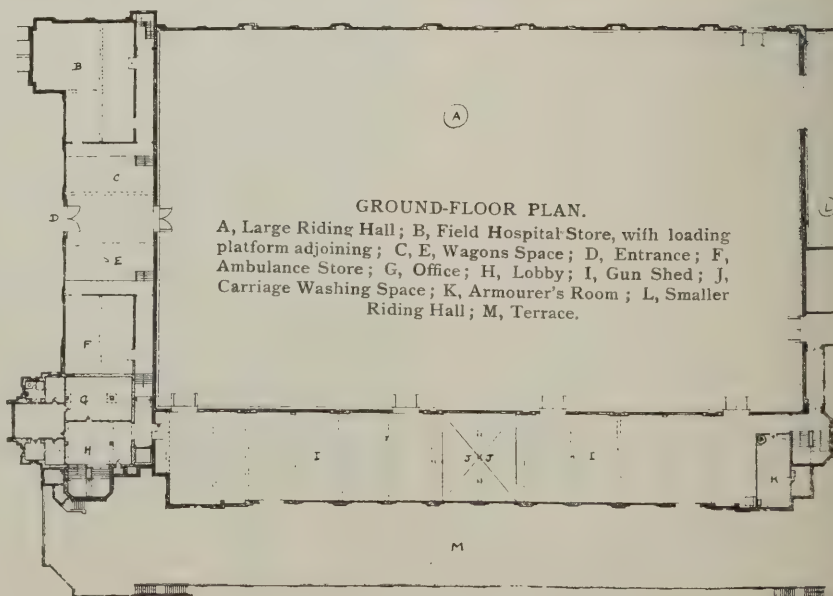 B
A
C
D
E
F
G
H
I
J J
I
K
L
M
GROUND-FLOOR PLAN.
A, Large Riding Hall; B, Field Hospital Store, with loading
platform adjoining; C, E, Wagons Space; D, Entrance; F,
Ambulance Store; G, Office; H, Lobby; I, Gun Shed; J,
Carriage Washing Space; K, Armourer's Room; L, Smaller
Riding Hall; M, Terrace.